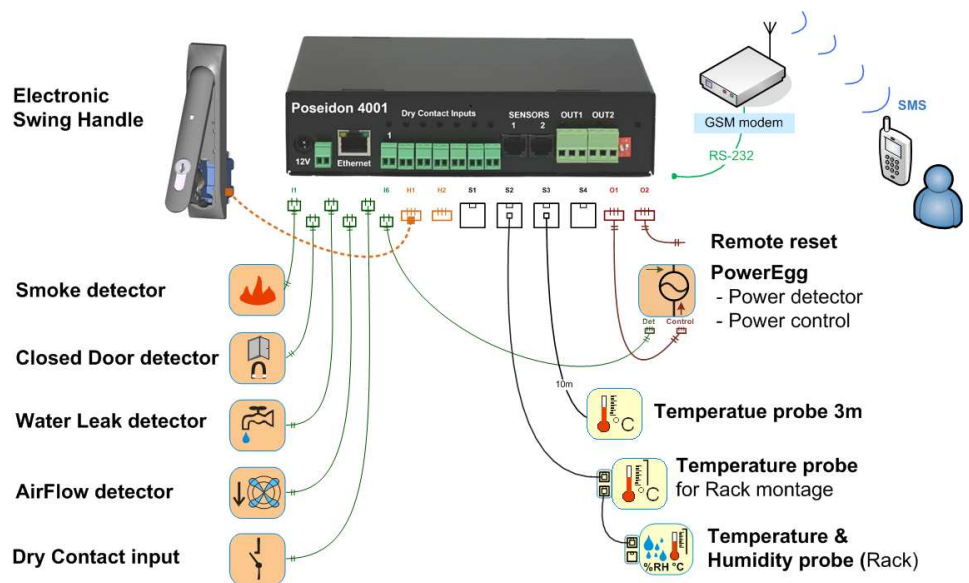 Electronic
Swing Handle
Poseidon 4001
Dry Contact Inputs
SENSORS
1 2
OUT1 OUT2
12V
Ethernet
1
GSM modem
SMS
RS-232
I1
I6
H1
H2
S1
S2
S3
S4
O1
O2
Remote reset
PowerEgg
- Power detector
- Power control
Det
Control
Smoke detector
Closed Door detector
Water Leak detector
AirFlow detector
Dry Contact input
10m
°C
Temperatue probe 3m
°C
Temperature probe
for Rack montage
%RH °C
Temperature &
Humidity probe (Rack)